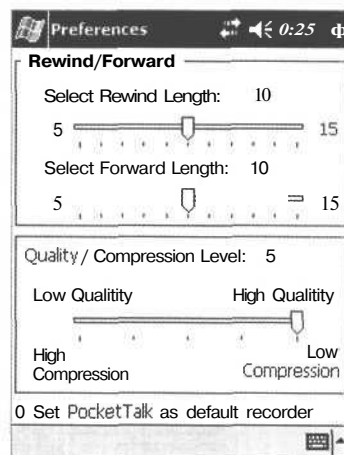 Preferences 0:25 ф
Rewind/Forward
Select Rewind Length: 10
5 15
Select Forward Length: 10
5 15
Quality / Compression Level: 5
Low Qualitity High Qualitity
High Low
Compression Compression
0 Set PocketTalk as default recorder